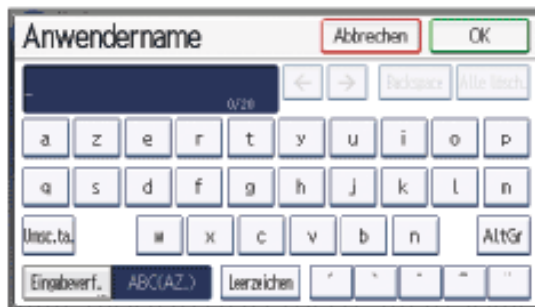 Anwendername Abbrechen OK
_ ← → Backspace Alle lösch.
0/20
a z e r t y u i o p
q s d f g h j k l m
Umsc.ta. w x c v b n AltGr
Eingabeverf. ABC(AZ.) Leerzeichen ´ ` ^ ~ ¨